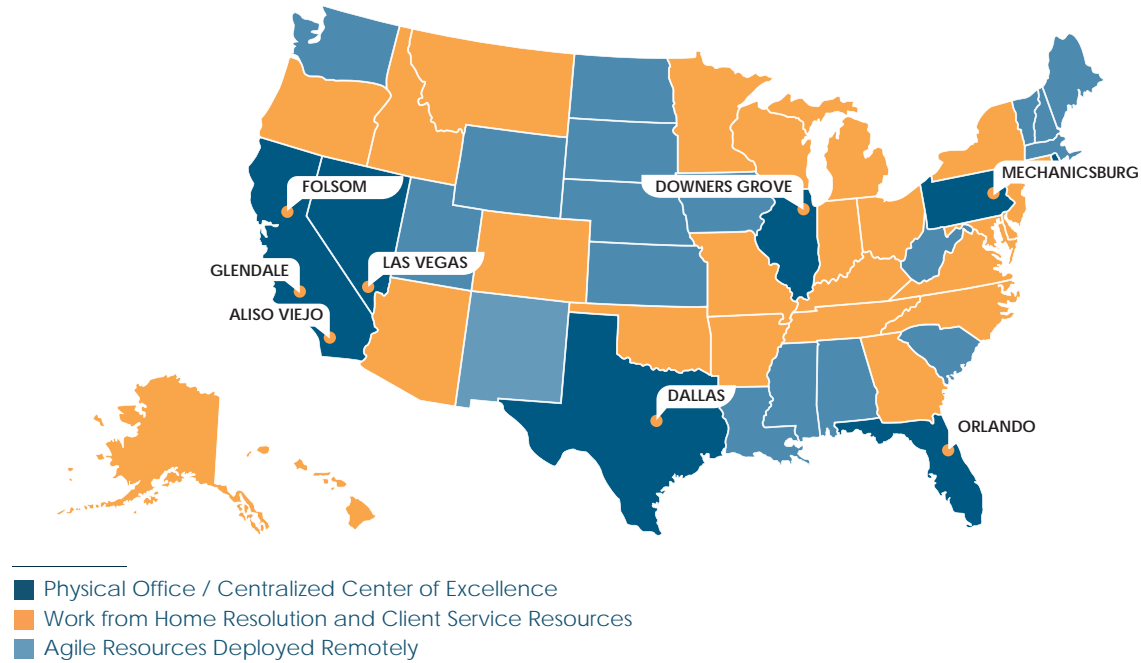 MECHANICSBURG
FOLSOM
DOWNERS GROVE
LAS VEGAS
GLENDALE
ALISO VIEJO
DALLAS
ORLANDO
Physical Office / Centralized Center of Excellence
Work from Home Resolution and Client Service Resources
Agile Resources Deployed Remotely